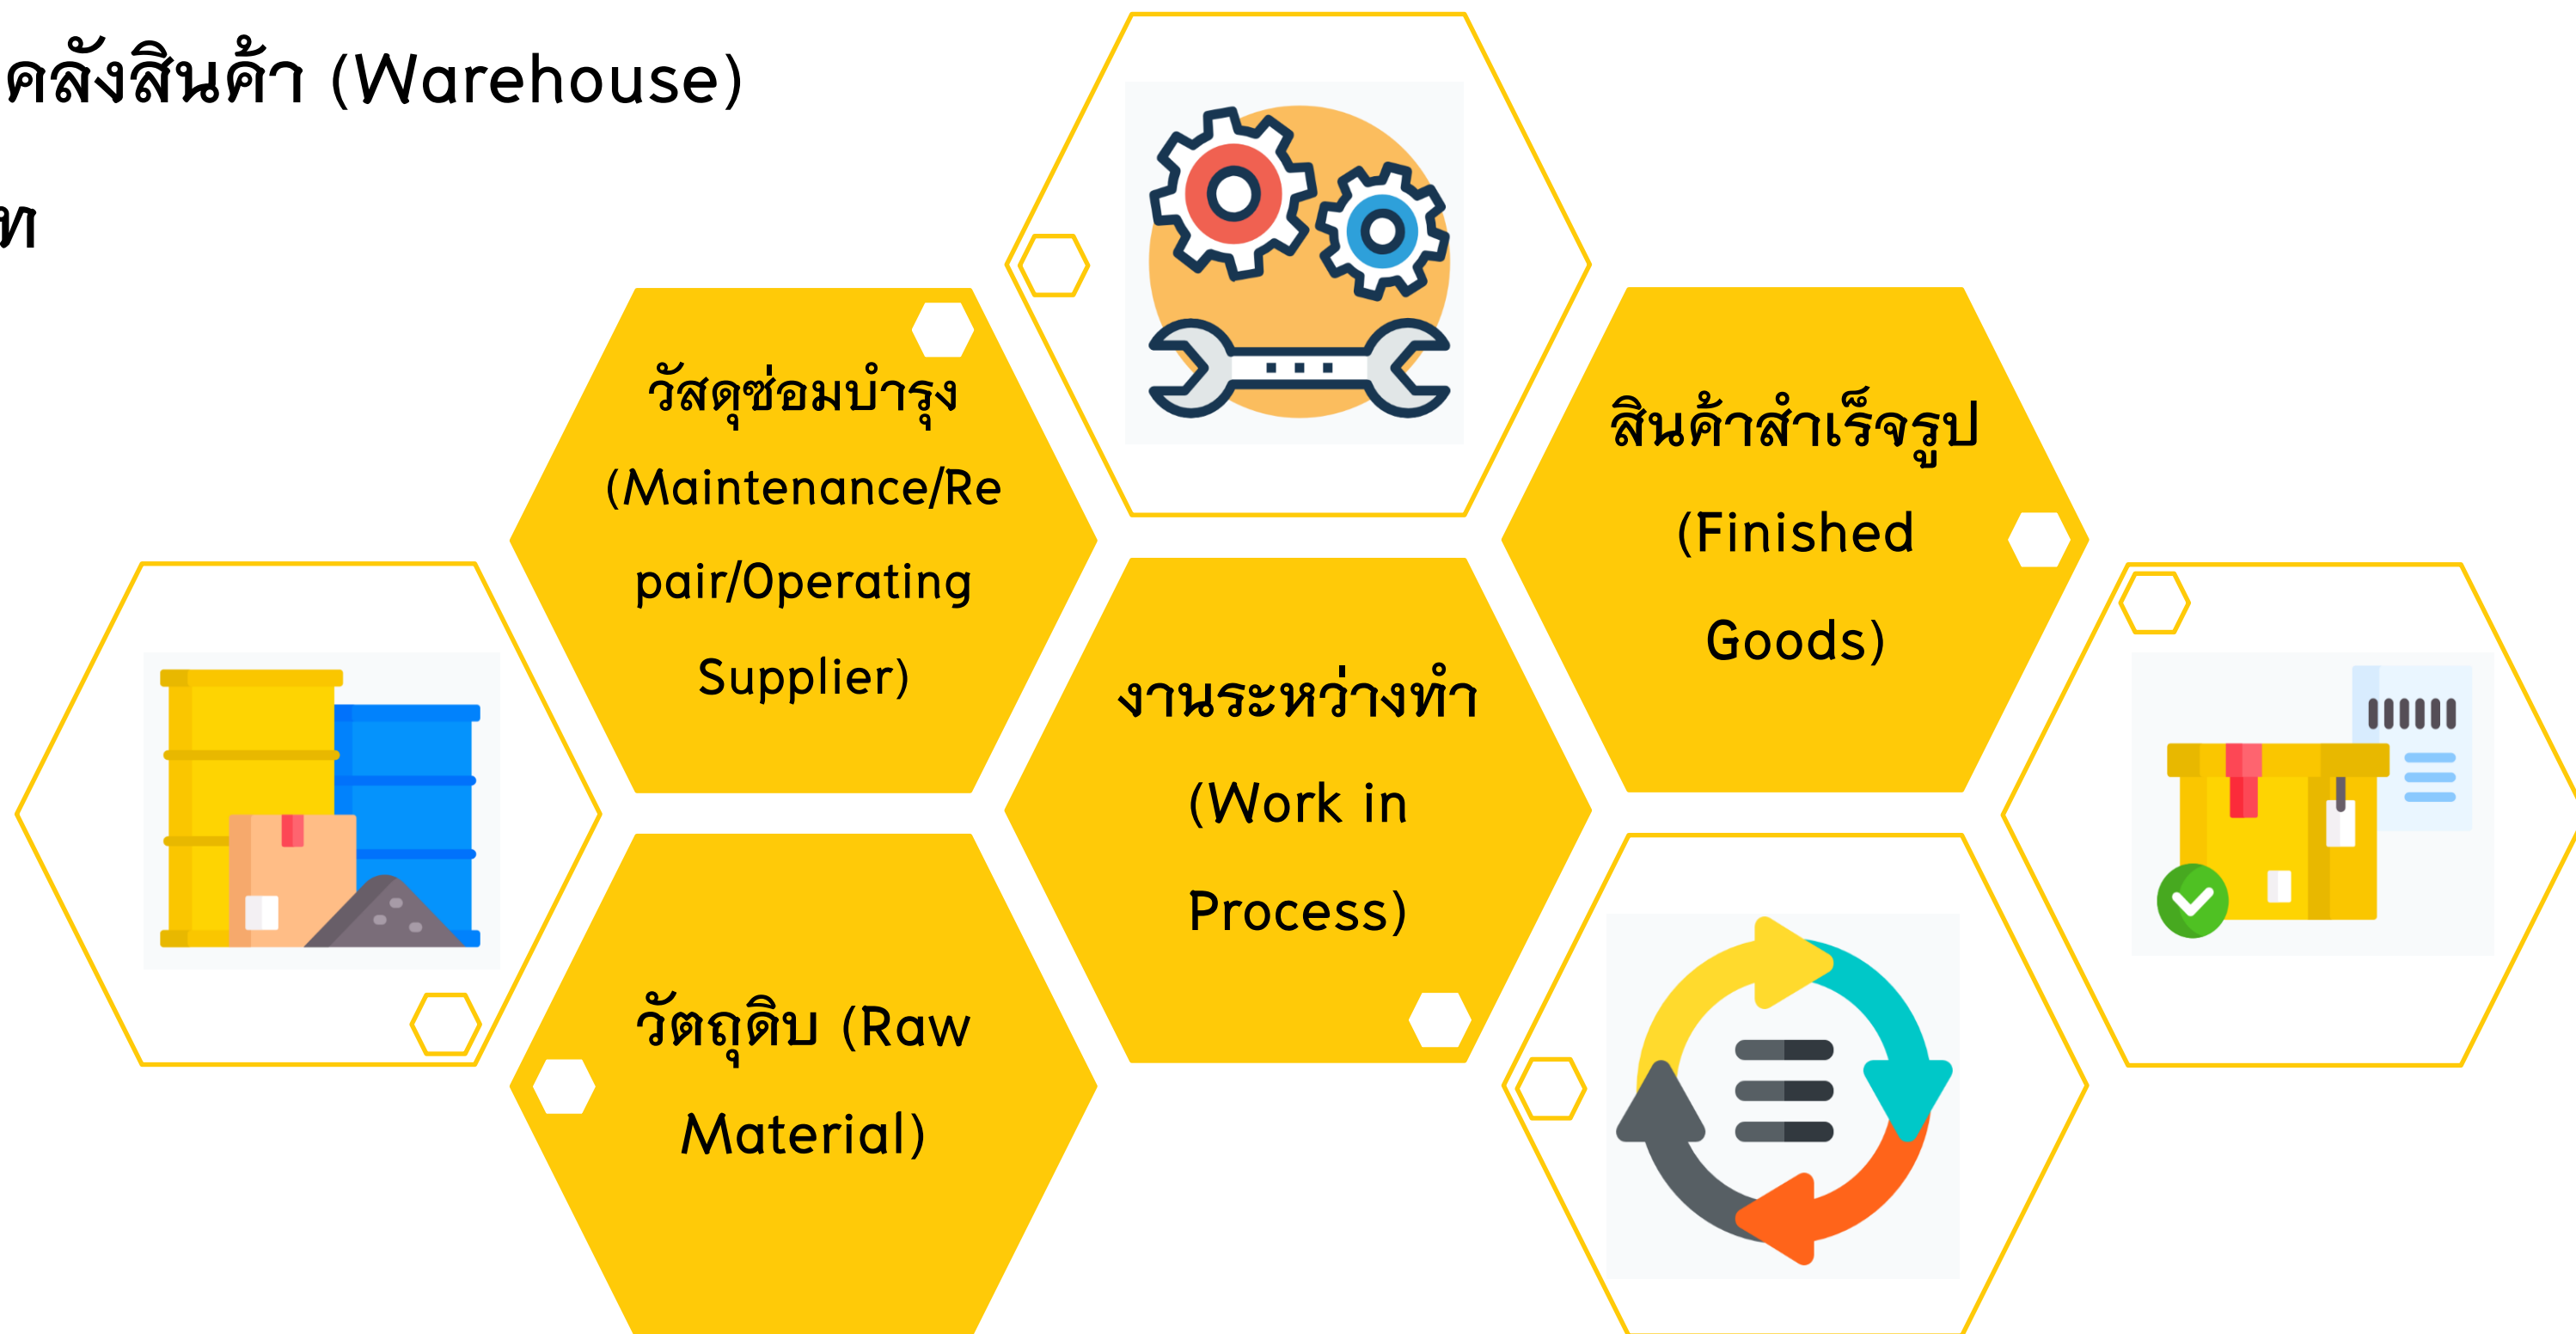 คลังสินค้า (Warehouse)
วัสดุซ่อมบำรุง
(Maintenance/Re
pair/Operating
Supplier)
สินค้าสำเร็จรูป
(Finished
Goods)
งานระหว่างทำ
(Work in
Process)
วัตถุดิบ (Raw
Material)